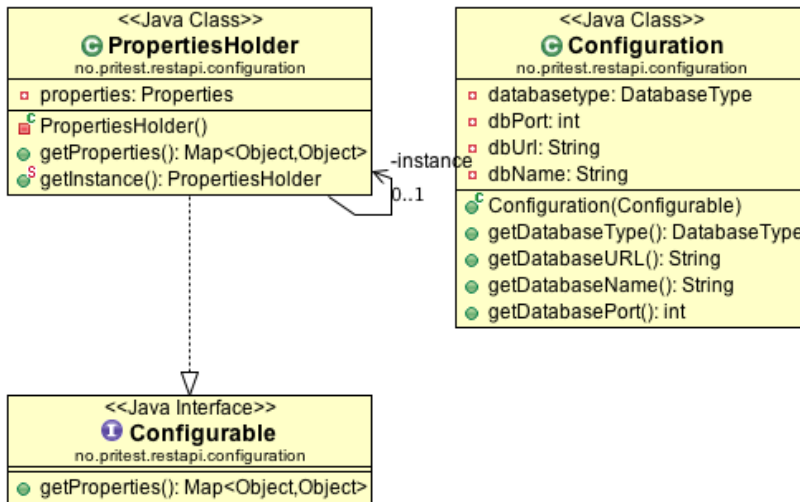 <<Java Class>>
C PropertiesHolder
no.pritest.restapi.configuration
properties: Properties
C PropertiesHolder()
getProperties(): Map<Object,Object>
S getInstance(): PropertiesHolder
-instance
0..1
<<Java Class>>
C Configuration
no.pritest.restapi.configuration
databasetype: DatabaseType
dbPort: int
dbUrl: String
dbName: String
C Configuration(Configurable)
getDatabaseType(): DatabaseType
getDatabaseURL(): String
getDatabaseName(): String
getDatabasePort(): int
<<Java Interface>>
I Configurable
no.pritest.restapi.configuration
getProperties(): Map<Object,Object>